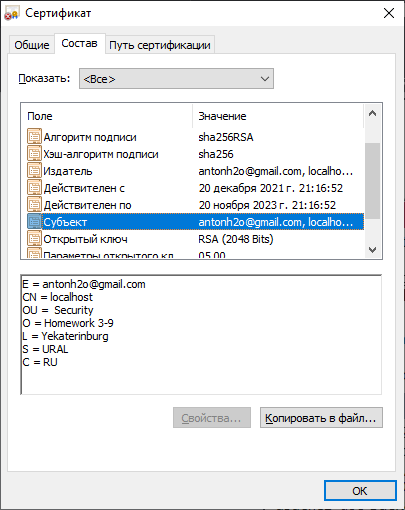 Сертификат
Общие Состав Путь сертификации
Показать: <Все>
Поле Значение
Алгоритм подписи sha256RSA
Хэш-алгоритм подписи sha256
Издатель antonh2o@gmail.com, localho...
Действителен с 20 декабря 2021 г. 21:16:52
Действителен по 20 ноября 2023 г. 21:16:52
Субъект antonh2o@gmail.com, localho...
Открытый ключ RSA (2048 Bits)
Параметры открытого кл 05 00
E = antonh2o@gmail.com
CN = localhost
OU = Security
O = Homework 3-9
L = Yekaterinburg
S = URAL
C = RU
Свойства... Копировать в файл...
OK